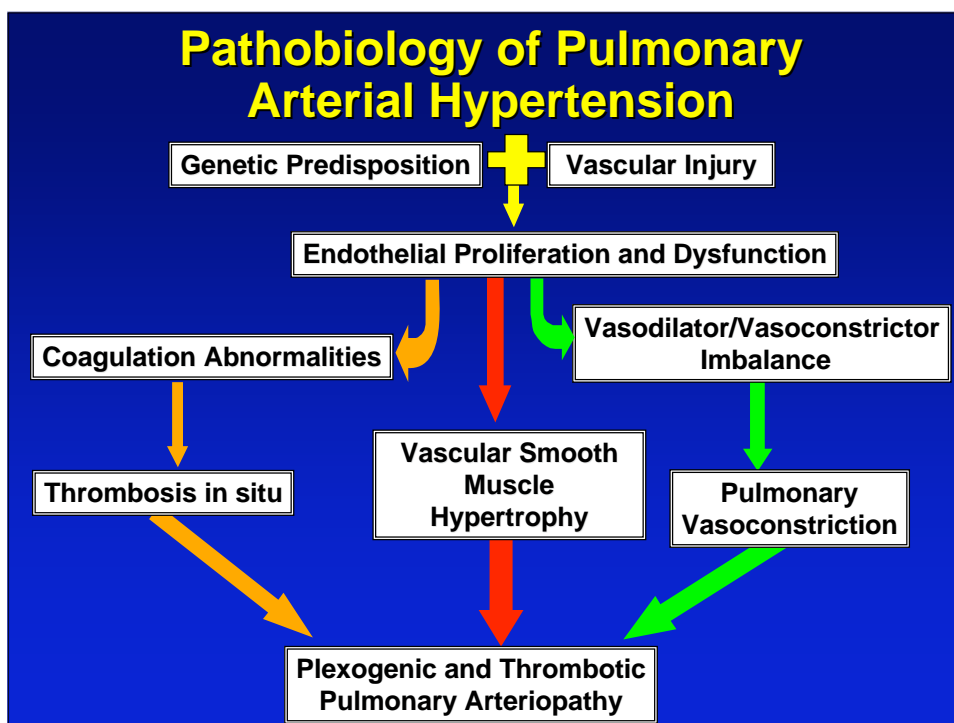 Pathobiology of Pulmonary
Arterial Hypertension
Genetic Predisposition
Vascular Injury
Endothelial Proliferation and Dysfunction
Coagulation Abnormalities
Vasodilator/Vasoconstrictor
Imbalance
Thrombosis in situ
Vascular Smooth
Muscle
Hypertrophy
Pulmonary
Vasoconstriction
Plexogenic and Thrombotic
Pulmonary Arteriopathy